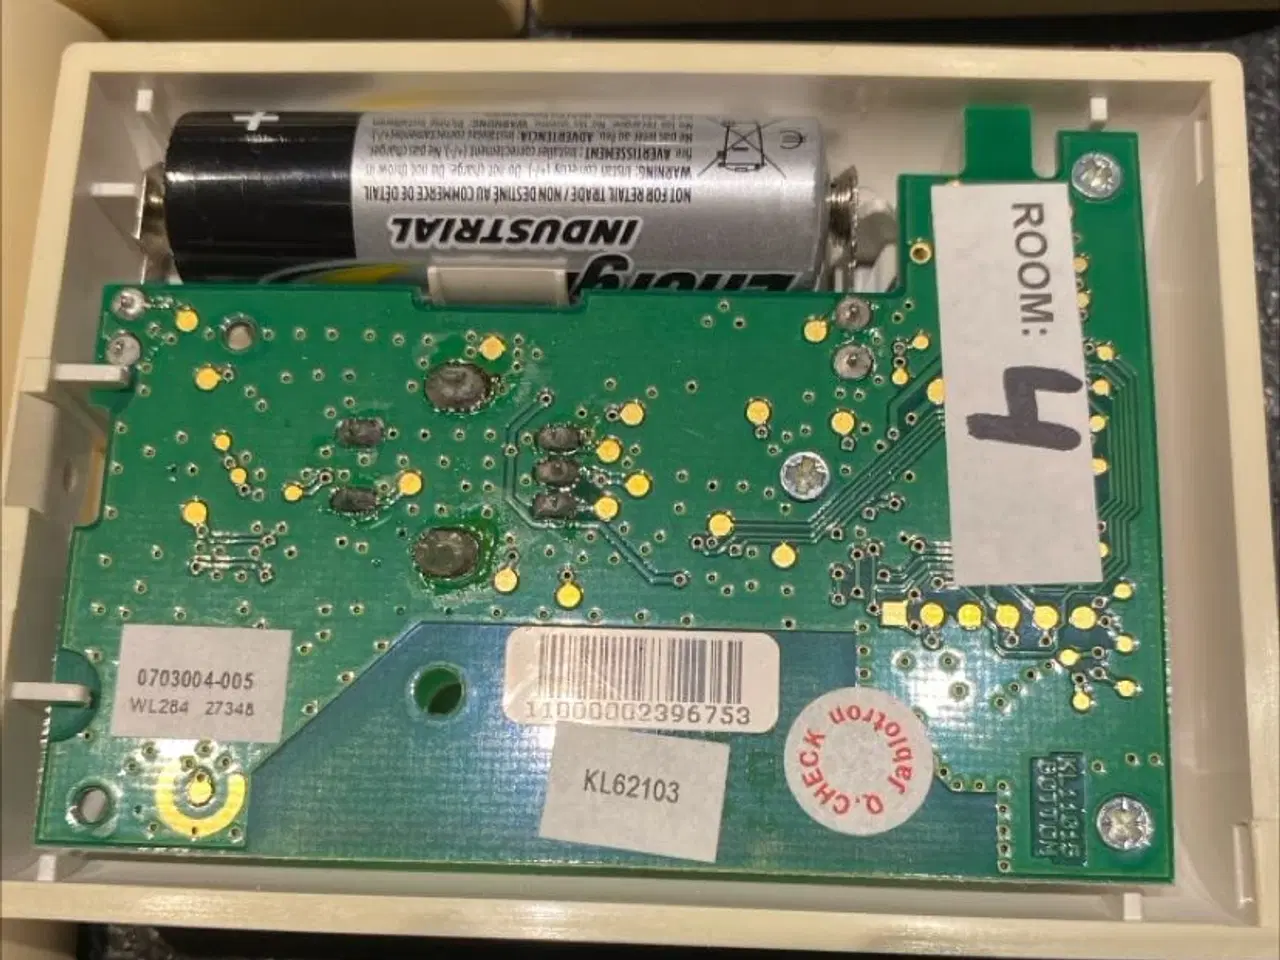 +
NOT FOR RETAIL TRADE / NON DESTINÉ AU COMMERCE DE DÉTAIL
INDUSTRIAL
ROOM:
4
0703004-005
WL284 27348
11000002396753
KL62103
Q.CHECK
Jablotron
BOTTOM